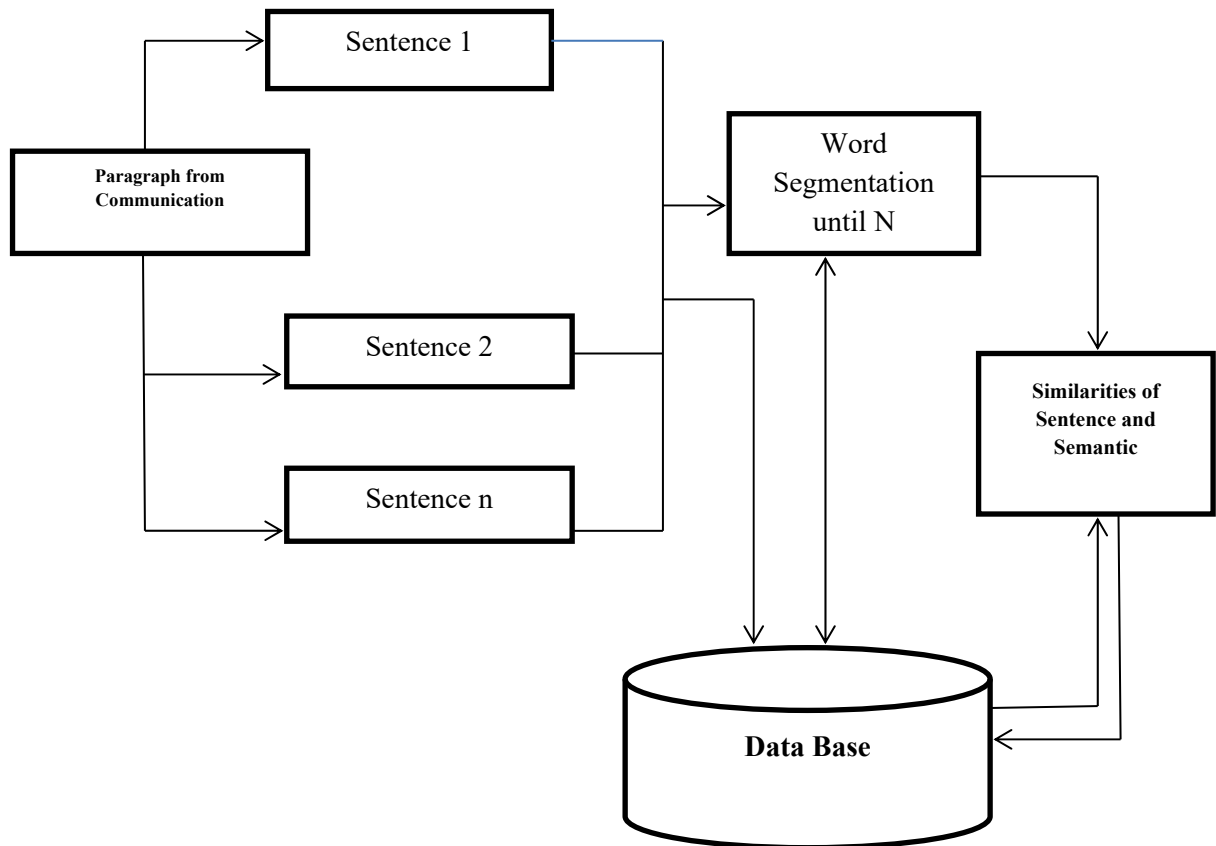 Sentence 1
Paragraph from
Communication
Word
Segmentation
until N
Sentence 2
Similarities of
Sentence and
Semantic
Sentence n
Data Base